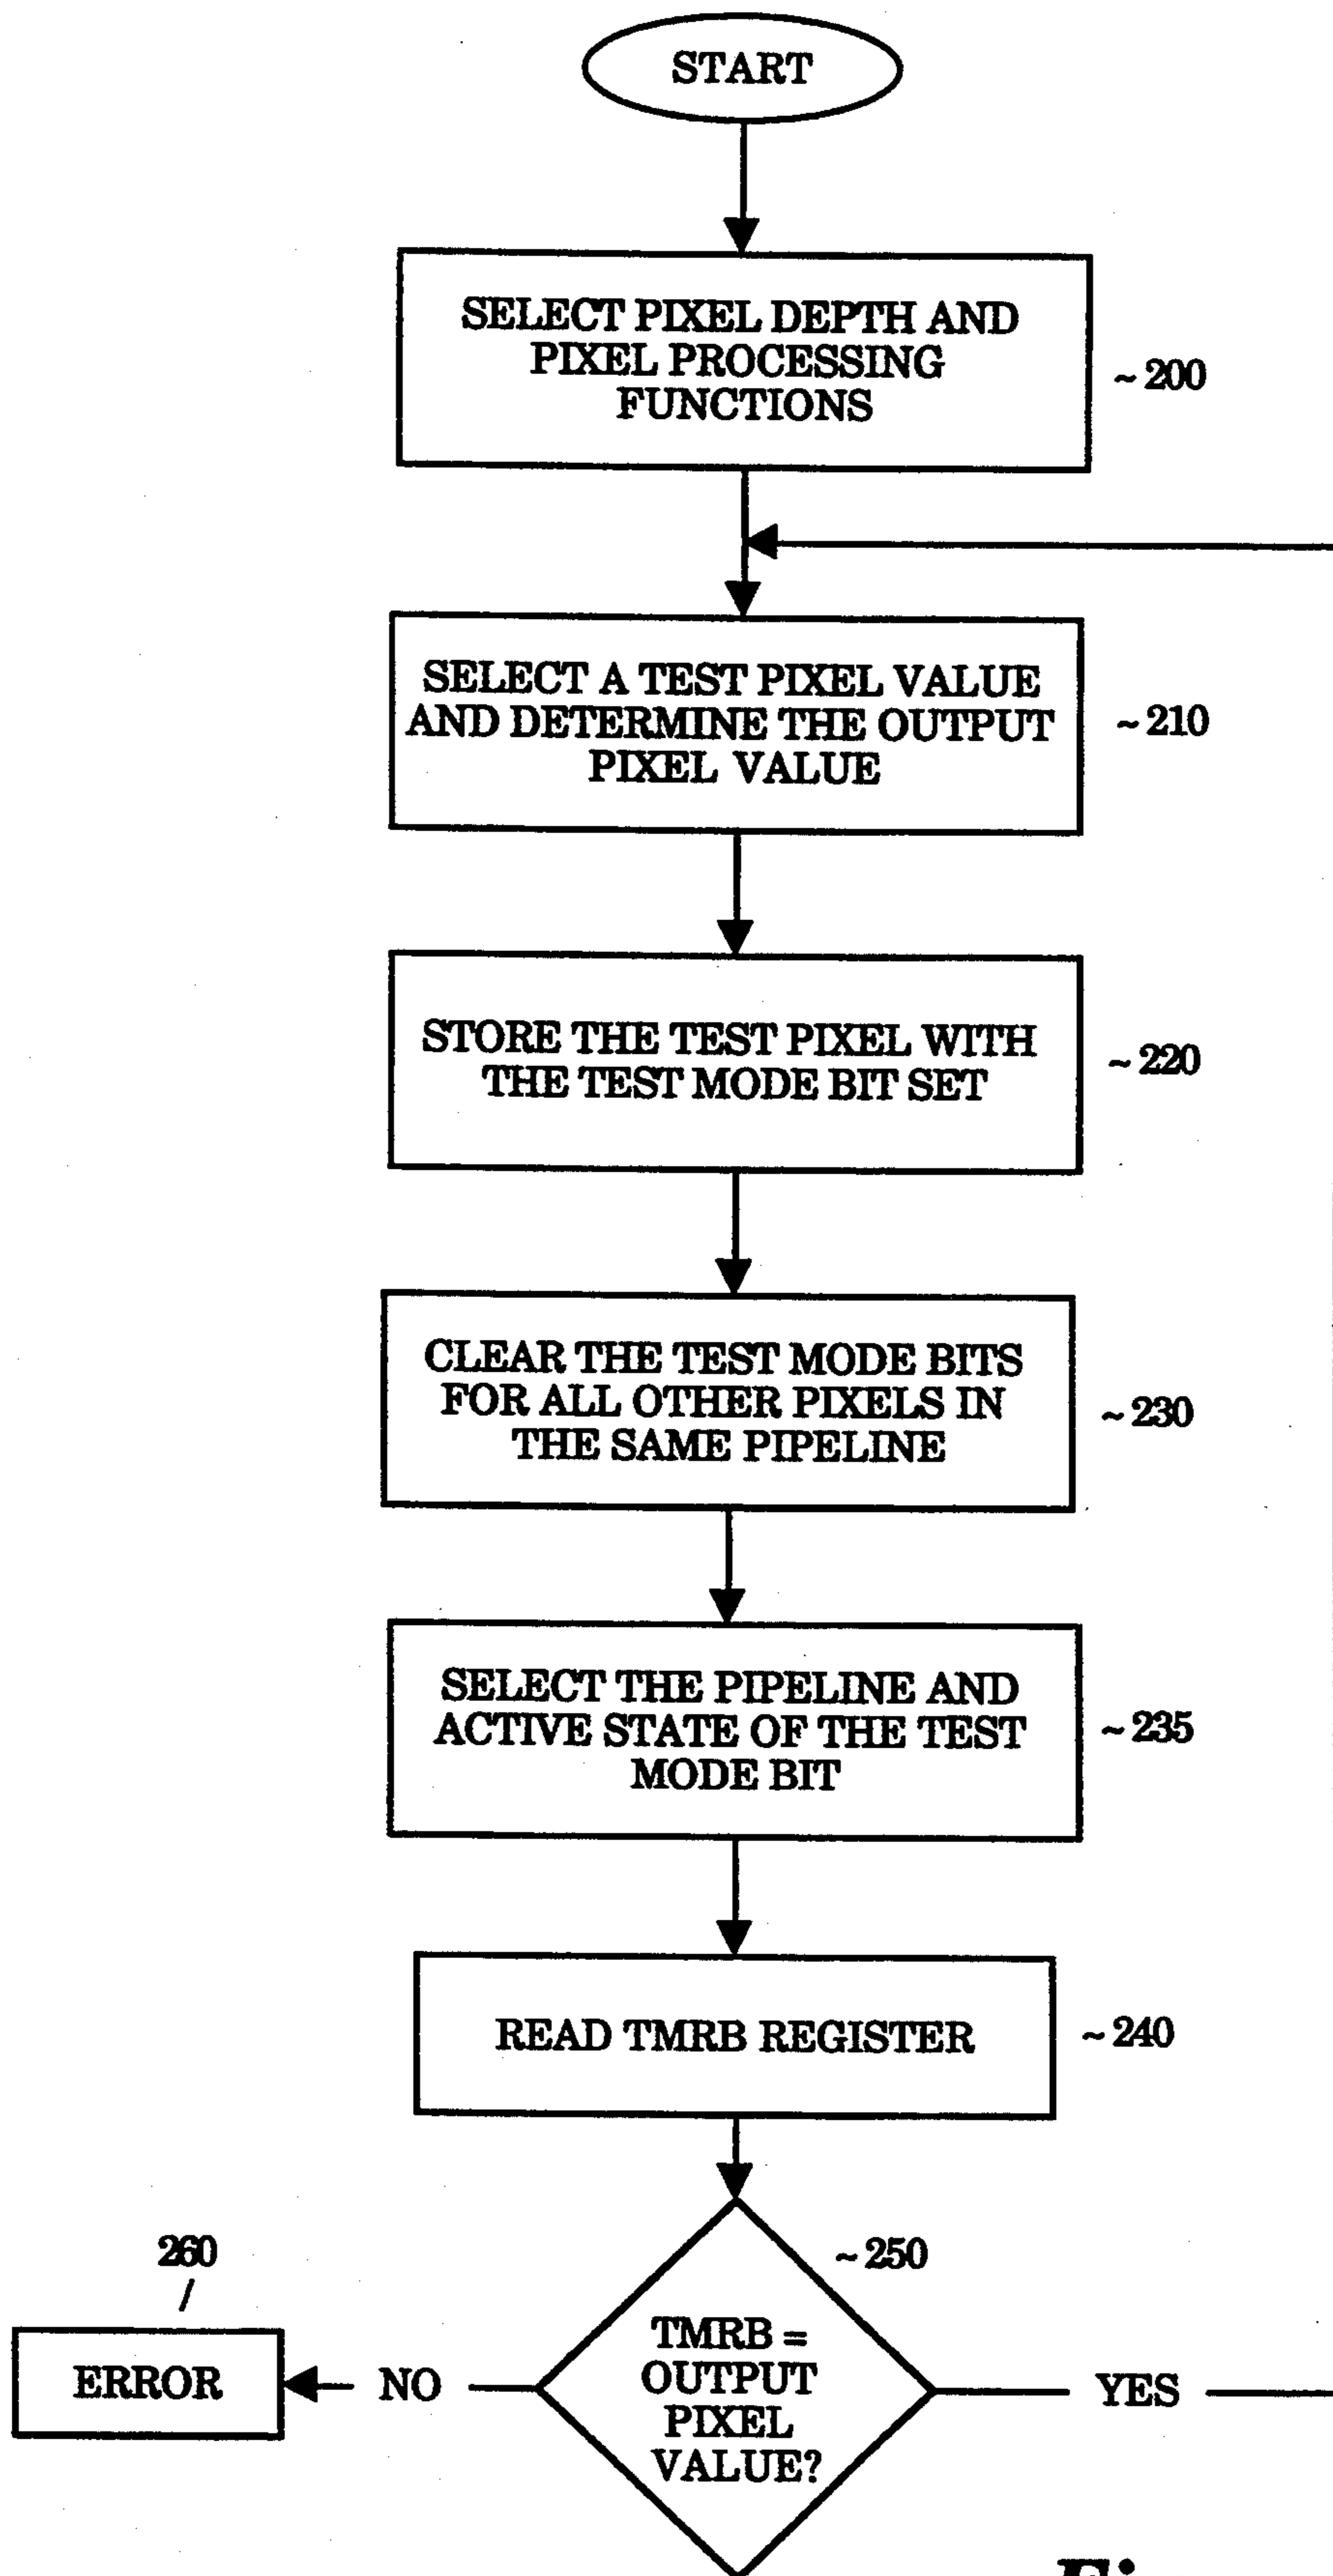 START
SELECT PIXEL DEPTH AND
PIXEL PROCESSING
FUNCTIONS
~200
SELECT A TEST PIXEL VALUE
AND DETERMINE THE OUTPUT
PIXEL VALUE
~210
STORE THE TEST PIXEL WITH
THE TEST MODE BIT SET
~220
CLEAR THE TEST MODE BITS
FOR ALL OTHER PIXELS IN
THE SAME PIPELINE
~230
SELECT THE PIPELINE AND
ACTIVE STATE OF THE TEST
MODE BIT
~235
READ TMRB REGISTER
~240
~250
260
TMRB =
OUTPUT
PIXEL
VALUE?
ERROR
NO
YES